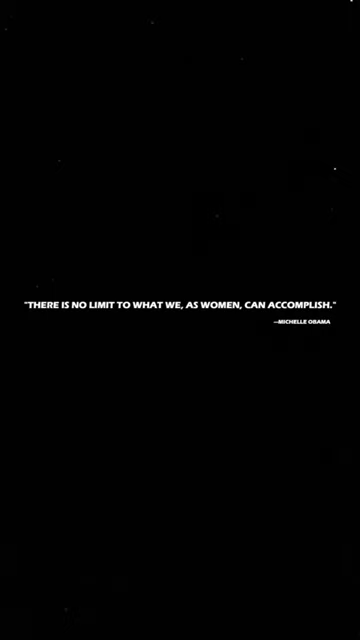 "THERE IS NO LIMIT TO WHAT WE, AS WOMEN, CAN ACCOMPLISH."
—MICHELLE OBAMA